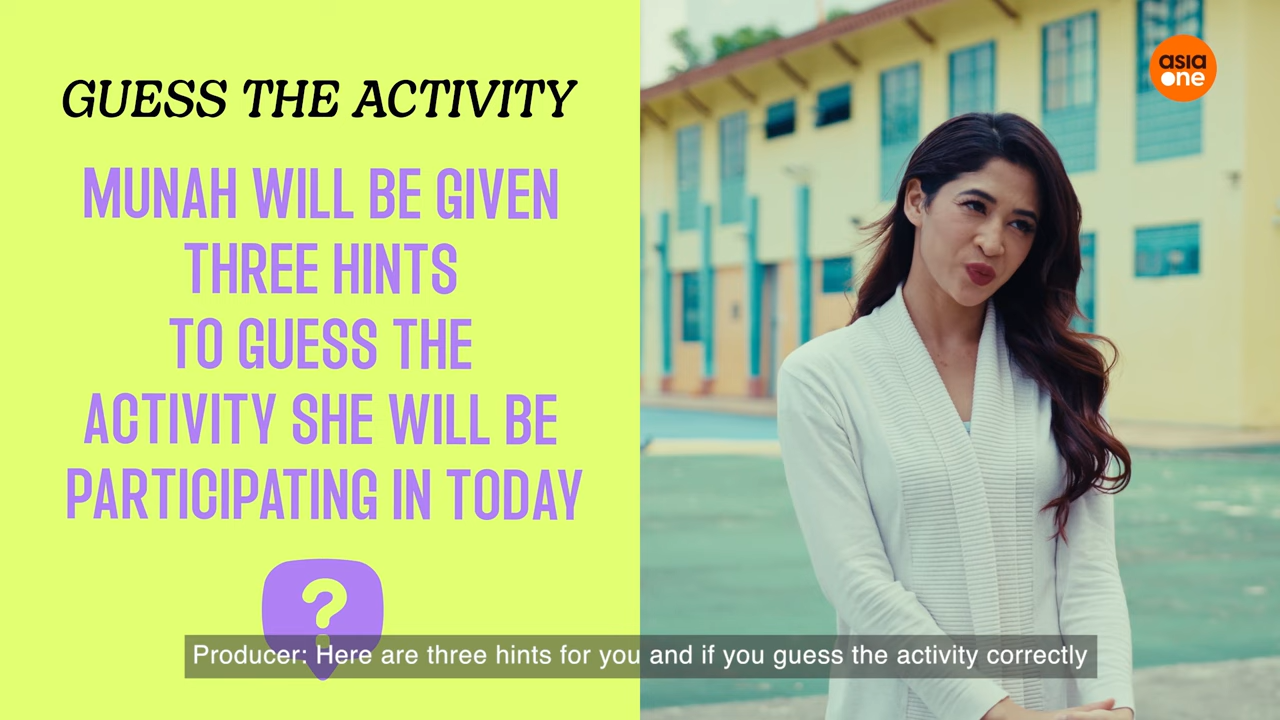 GUESS THE ACTIVITY
MUNAH WILL BE GIVEN
THREE HINTS
TO GUESS THE
ACTIVITY SHE WILL BE
PARTICIPATING IN TODAY
?
asia
one
Producer: Here are three hints for you and if you guess the activity correctly